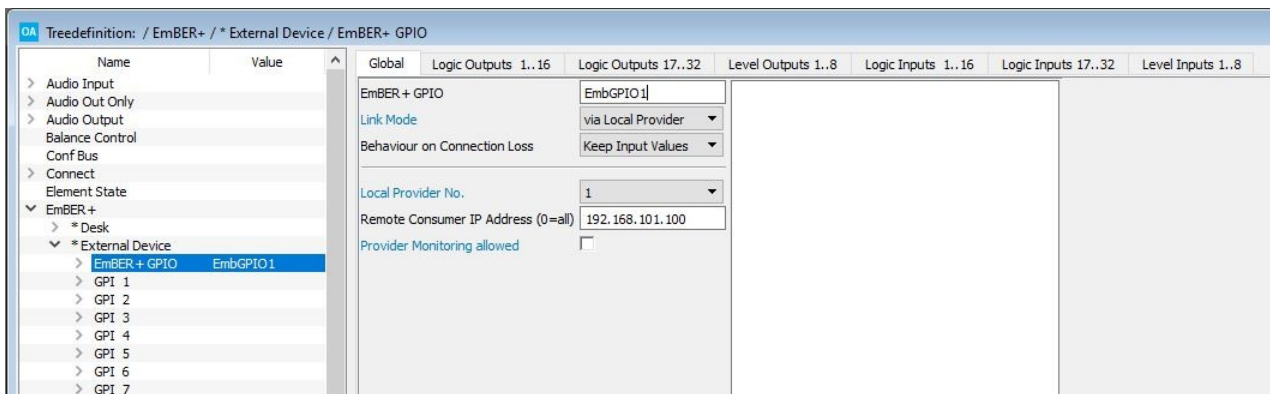 OA Treedefinition: / EmBER+ / * External Device / EmBER+ GPIO
Name Value
Audio Input
Audio Out Only
Audio Output
Balance Control
Conf Bus
Connect
Element State
EmBER+
* Desk
* External Device
EmBER+ GPIO EmbGPIO1
GPI 1
GPI 2
GPI 3
GPI 4
GPI 5
GPI 6
GPI 7
Global Logic Outputs 1..16 Logic Outputs 17..32 Level Outputs 1..8 Logic Inputs 1..16 Logic Inputs 17..32 Level Inputs 1..8
EmBER+ GPIO EmbGPIO1
Link Mode via Local Provider
Behaviour on Connection Loss Keep Input Values
Local Provider No. 1
Remote Consumer IP Address (0=all) 192.168.101.100
Provider Monitoring allowed